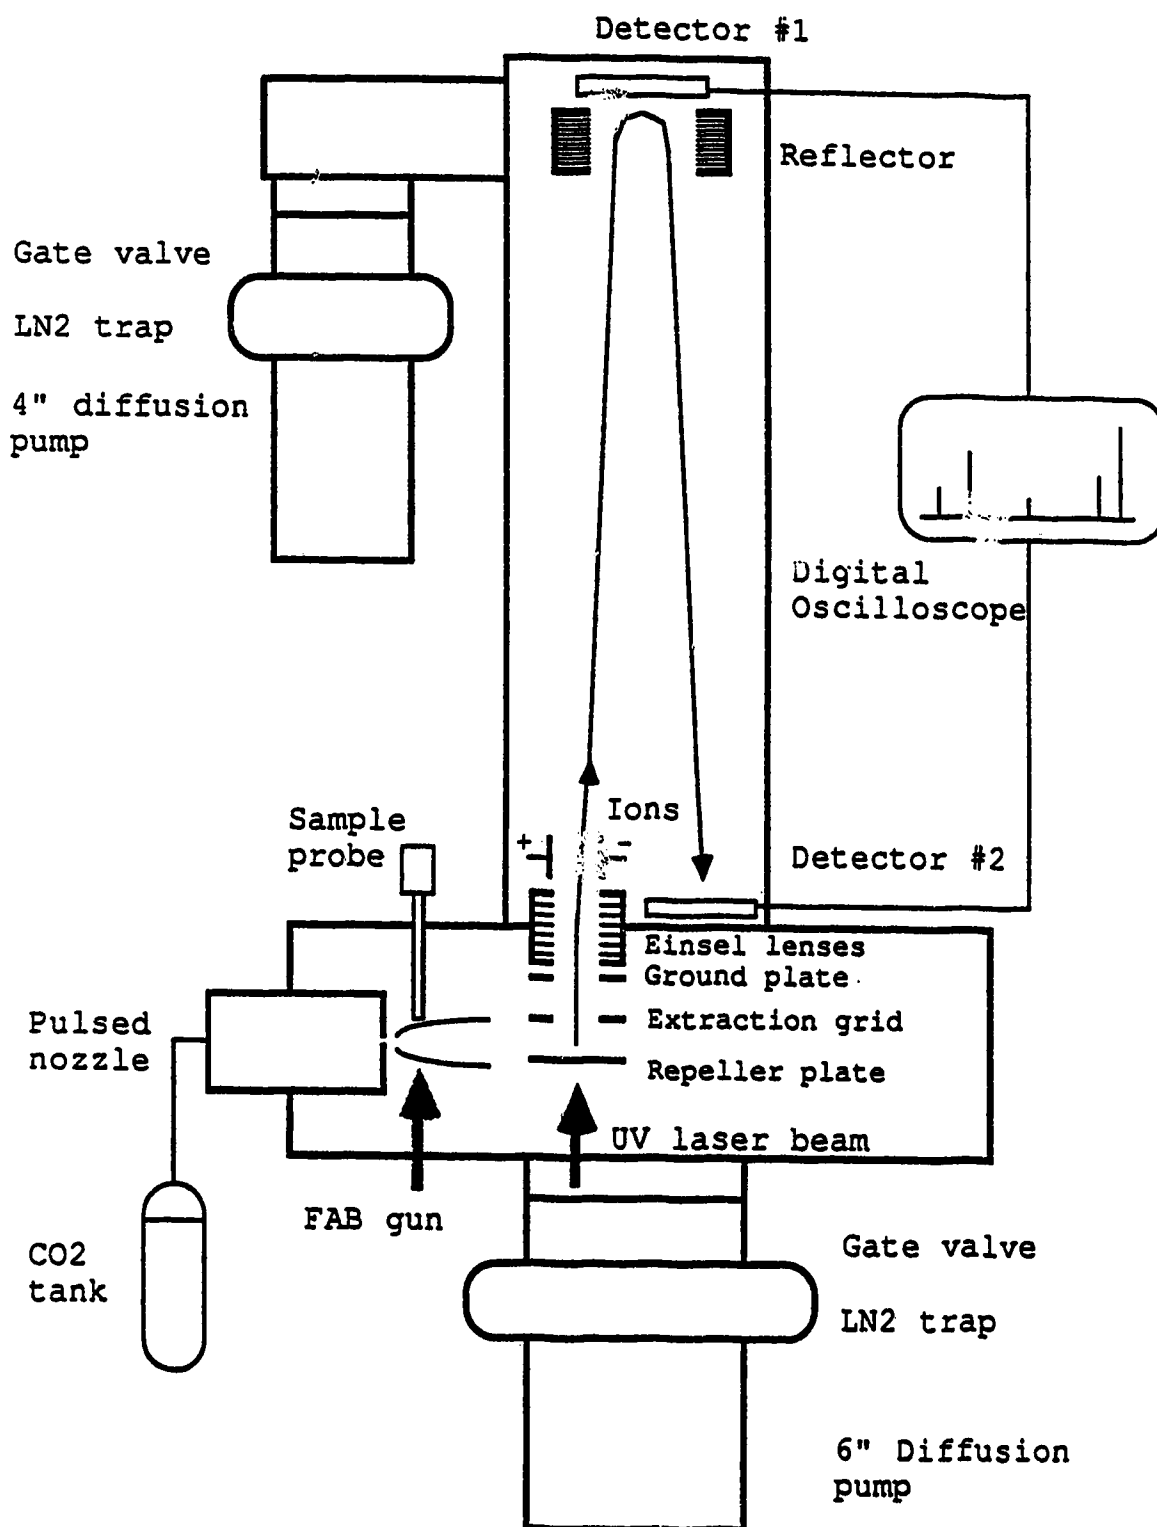 Detector #1
Reflector
Gate valve
LN2 trap
4" diffusion
pump
Digital
Oscilloscope
Sample
probe
Ions
+
-
Detector #2
Einsel lenses
Ground plate
Extraction grid
Repeller plate
Pulsed
nozzle
UV laser beam
FAB gun
CO2
tank
Gate valve
LN2 trap
6" Diffusion
pump